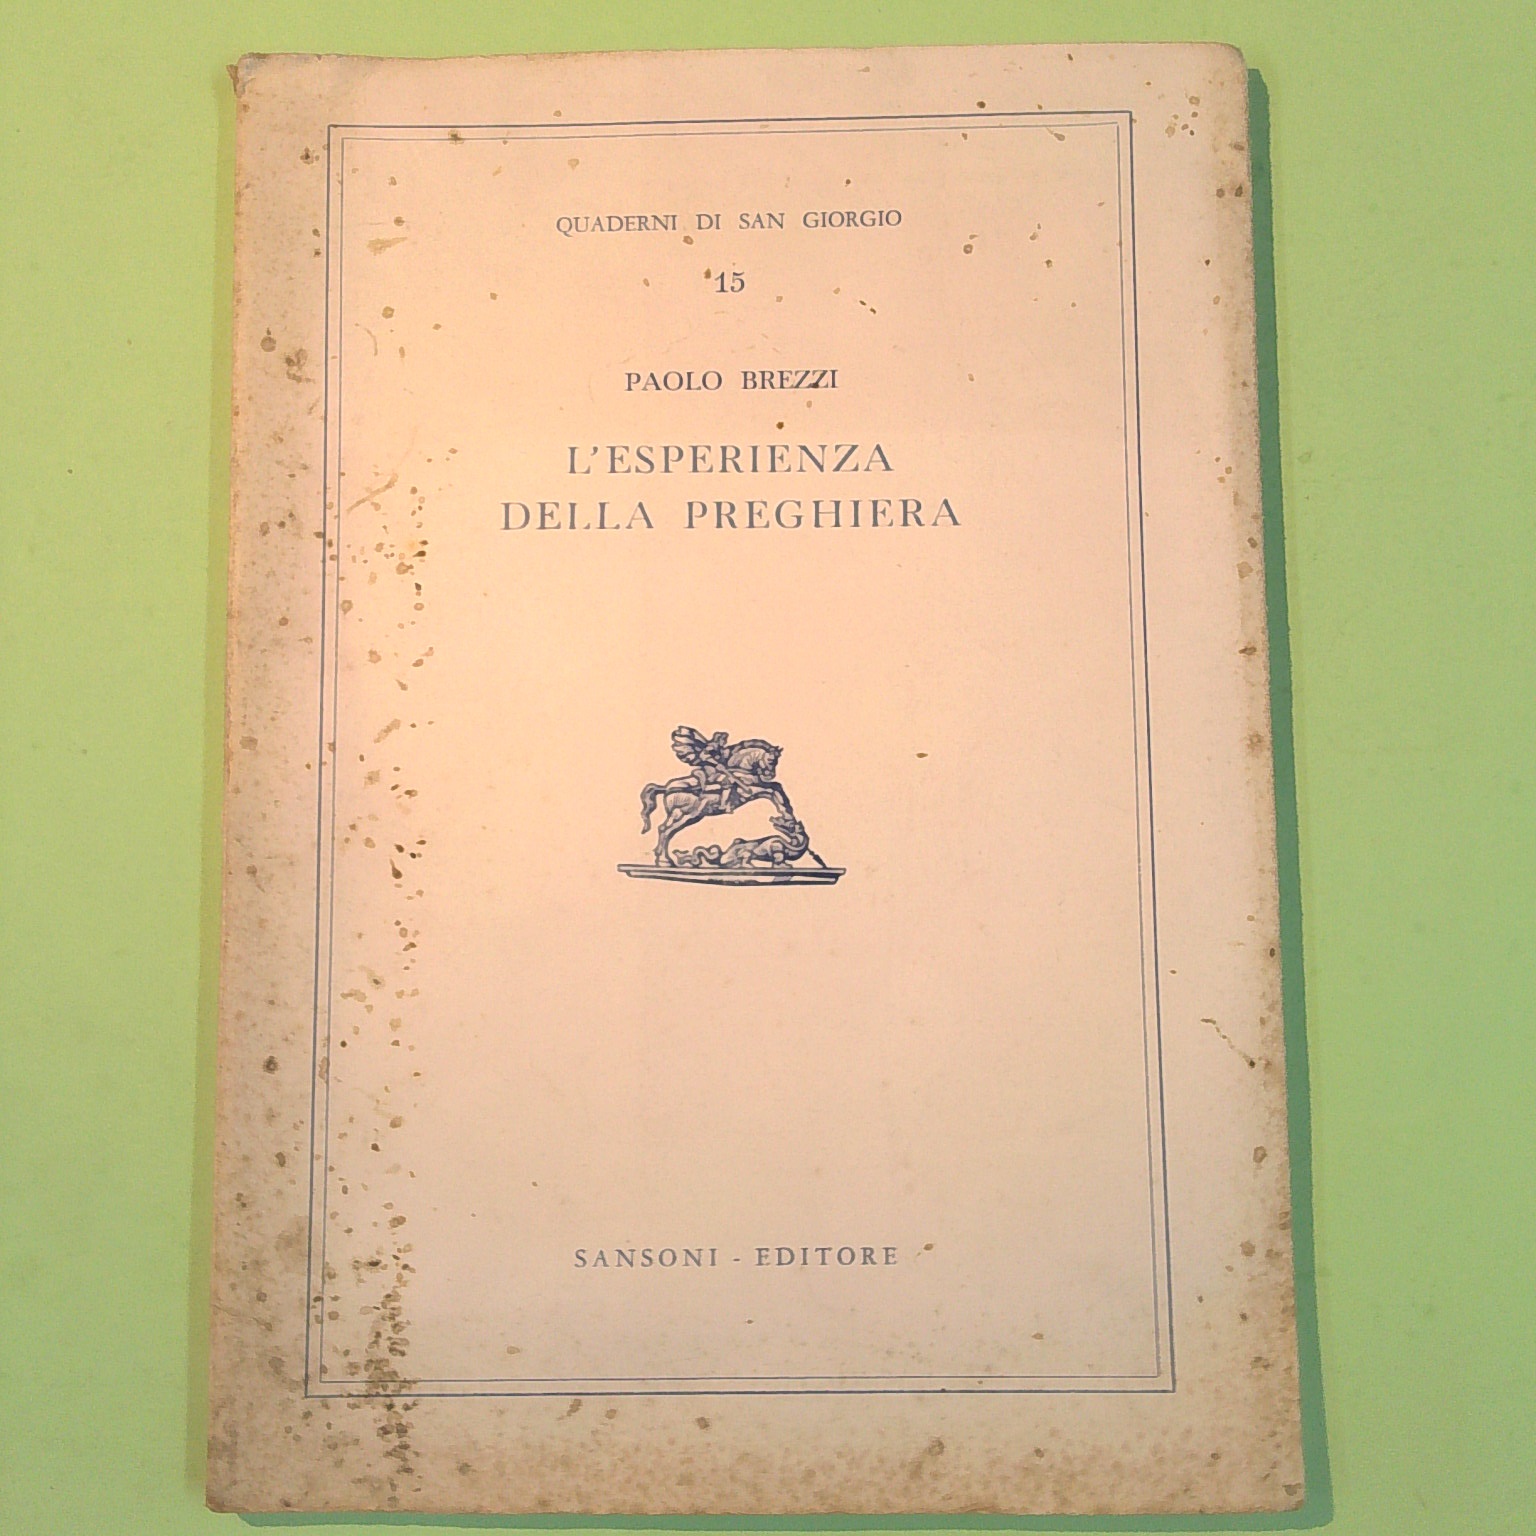 QUADERNI DI SAN GIORGIO
15
PAOLO BREZZI
L'ESPERIENZA
DELLA PREGHIERA
SANSONI - EDITORE